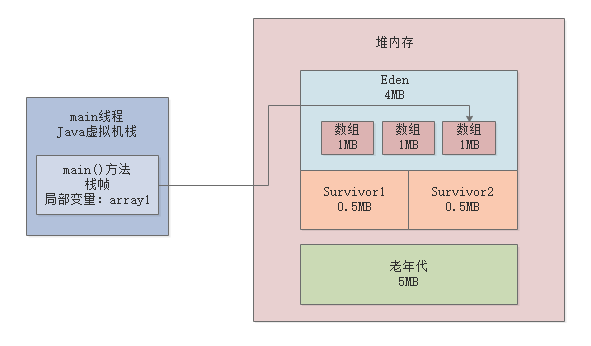 堆内存
Eden
4MB
main线程
Java虚拟机栈
数组
1MB
数组
1MB
数组
1MB
main()方法
栈帧
局部变量：array1
Survivor1
0.5MB
Survivor2
0.5MB
老年代
5MB